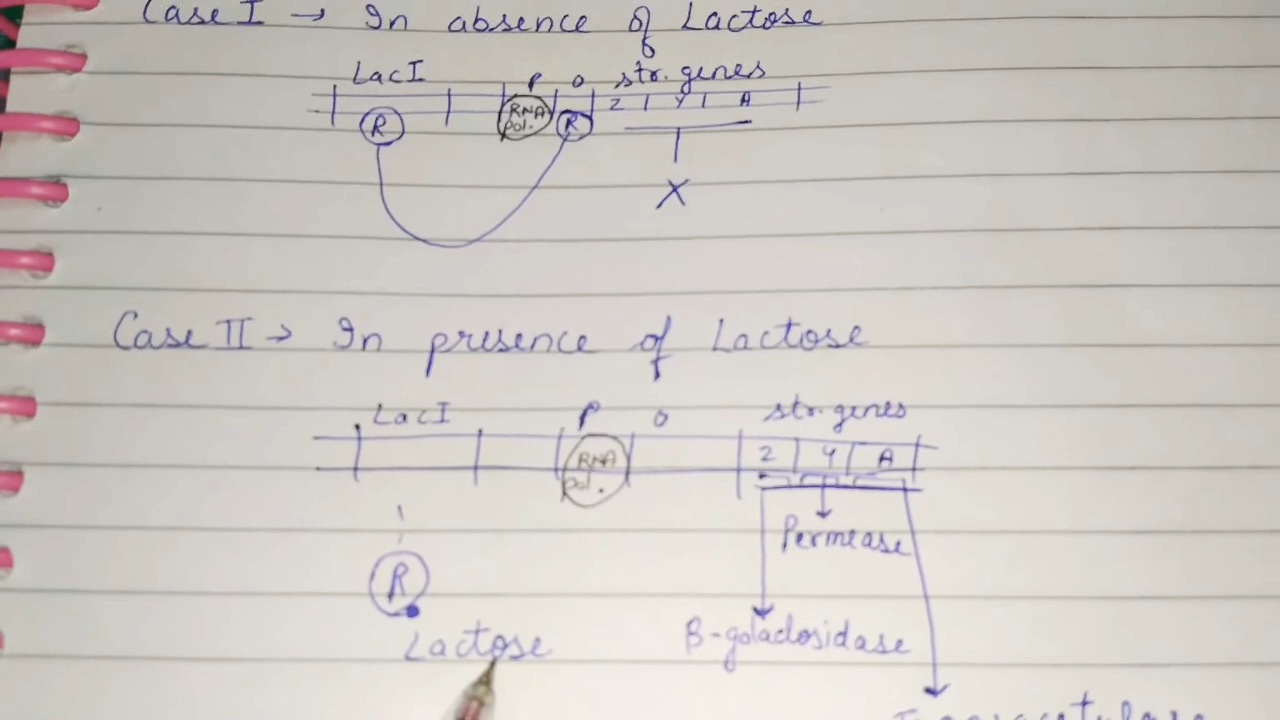 Case I → In absence of Lactose
LacI P O str. genes
RNA pol. Z Y A
R R
X
Case II → In presence of Lactose
LacI P O str. genes
RNA pol. Z Y A
Permease
R
Lactose β-galactosidase